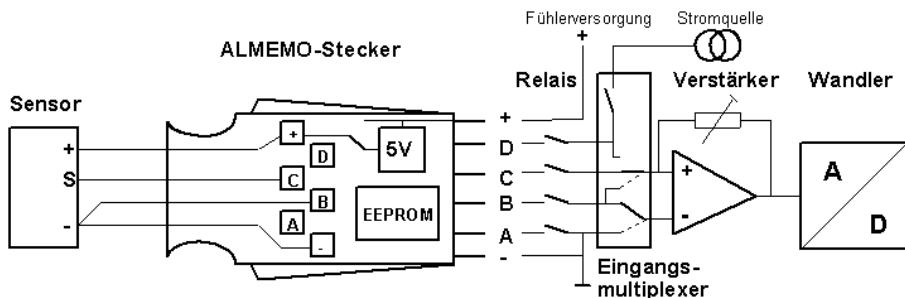 Fühlerversorgung
Stromquelle
+
ALMEMO-Stecker
Relais
Verstärker
Wandler
Sensor
+
S
-
+
D
C
B
A
-
5V
EEPROM
+
D
C
B
A
-
+
-
A
D
Eingangs-
multiplexer